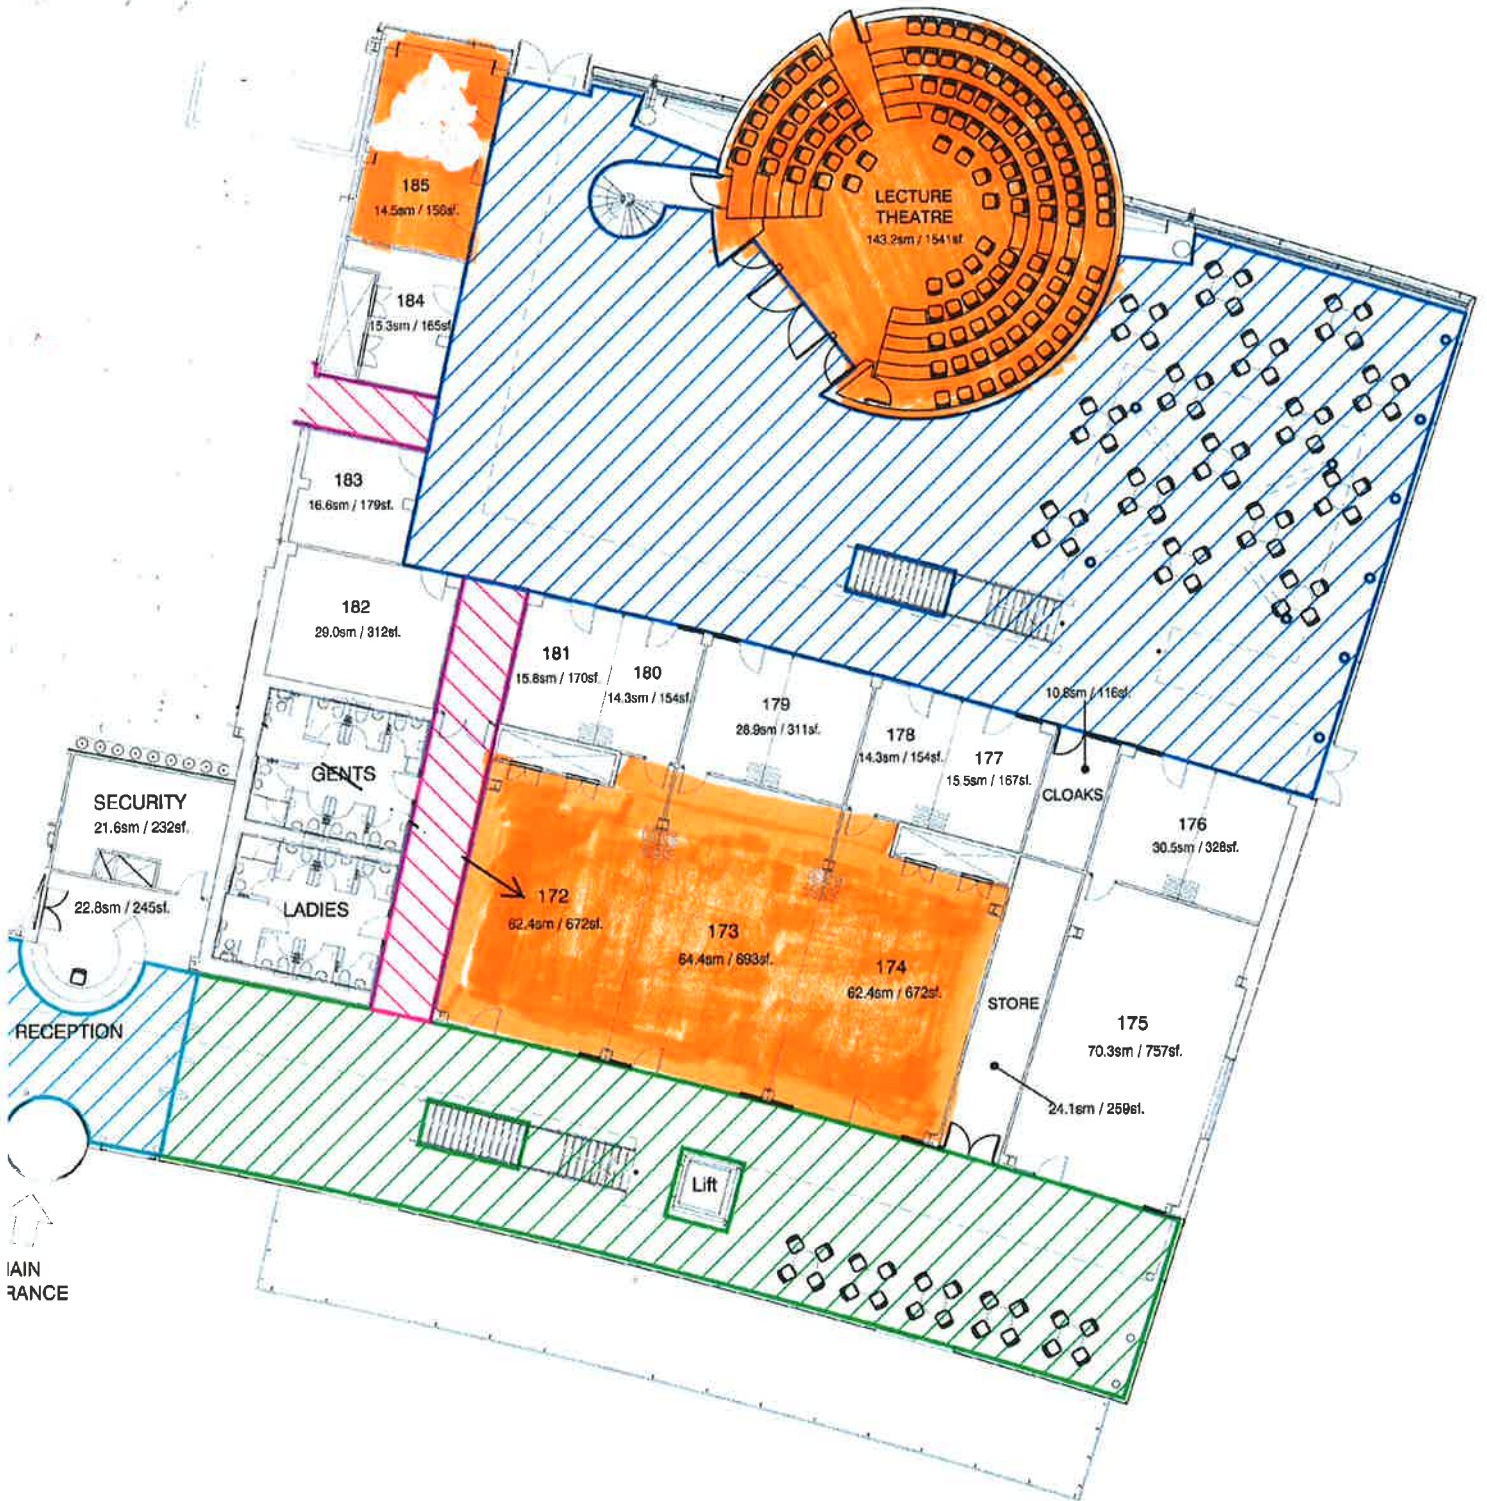 LECTURE
THEATRE
143.2sm / 1541sf.
185
14.5sm / 156sf.
184
15.3sm / 165sf.
183
16.6sm / 179sf.
182
29.0sm / 312sf.
181
15.8sm / 170sf.
180
14.3sm / 154sf.
179
28.9sm / 311sf.
178
14.3sm / 154sf.
177
15.5sm / 167sf.
10.8sm / 116sf.
CLOAKS
176
30.5sm / 328sf.
GENTS
SECURITY
21.6sm / 232sf.
22.8sm / 245sf.
LADIES
172
62.4sm / 672sf.
173
64.4sm / 693sf.
174
62.4sm / 672sf.
STORE
175
70.3sm / 757sf.
24.1sm / 259sf.
RECEPTION
Lift
IAIN
RANCE